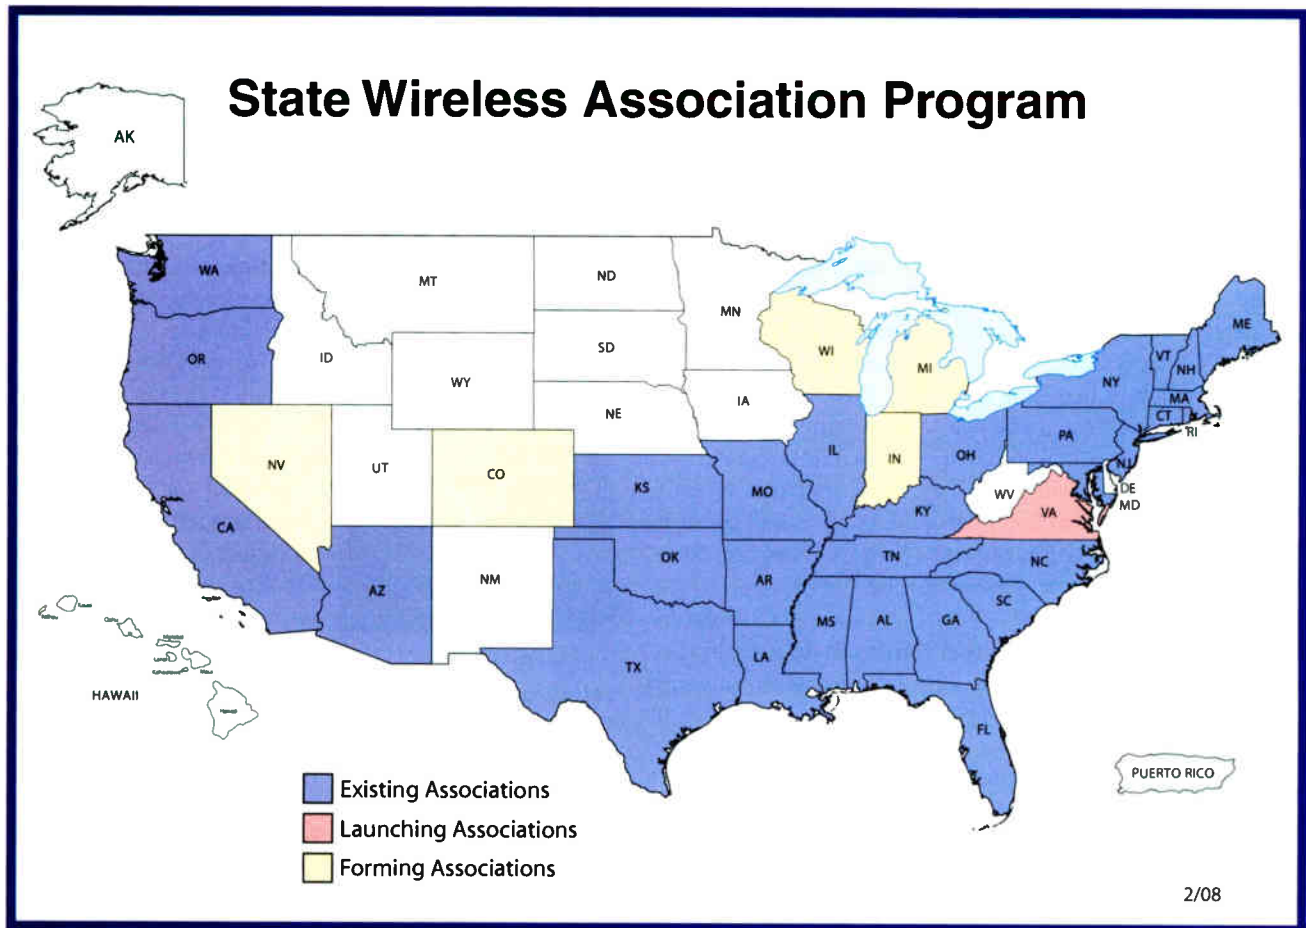 State Wireless Association Program
AK
WA
MT
ND
MN
ME
OR
ID
SD
WI
VT
NH
WY
MI
NY
MA
IA
NE
CT
RI
PA
NV
UT
CO
IL
IN
OH
NJ
KS
MO
WV
DE
MD
CA
KY
VA
OK
TN
NC
AZ
NM
AR
SC
MS
AL
GA
TX
LA
HAWAII
Hawaii
FL
PUERTO RICO
Existing Associations
Launching Associations
Forming Associations
2/08